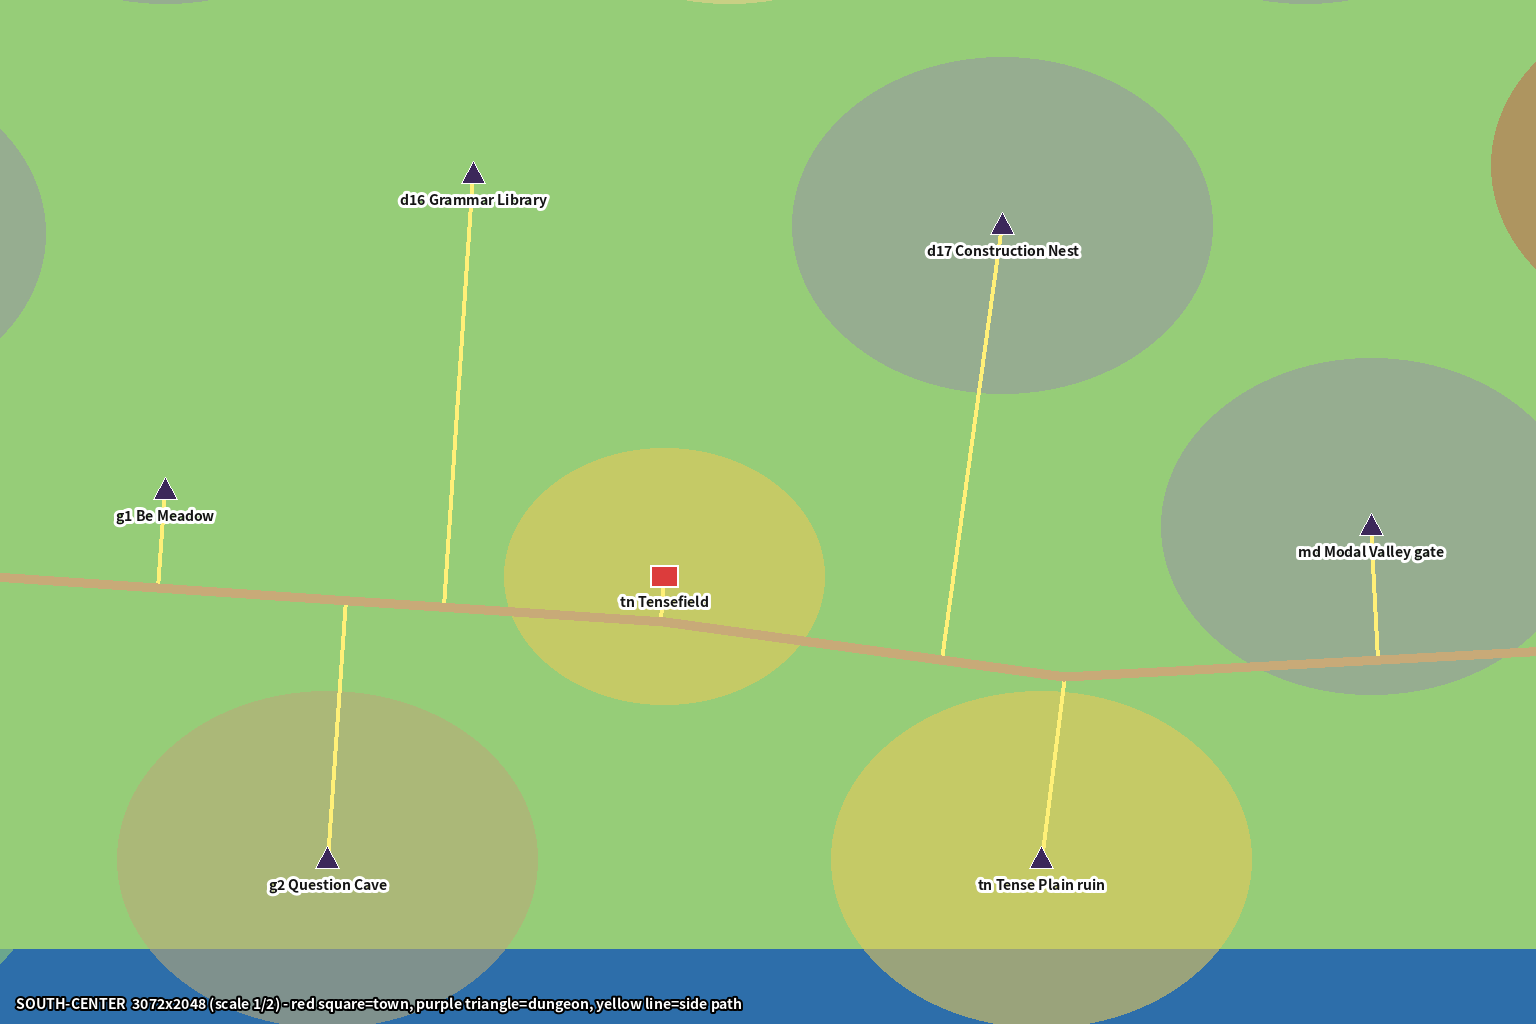 d16 Grammar Library
d17 Construction Nest
g1 Be Meadow
md Modal Valley gate
tn Tensefield
g2 Question Cave
tn Tense Plain ruin
SOUTH-CENTER 3072x2048 (scale 1/2) - red square=town, purple triangle=dungeon, yellow line=side path